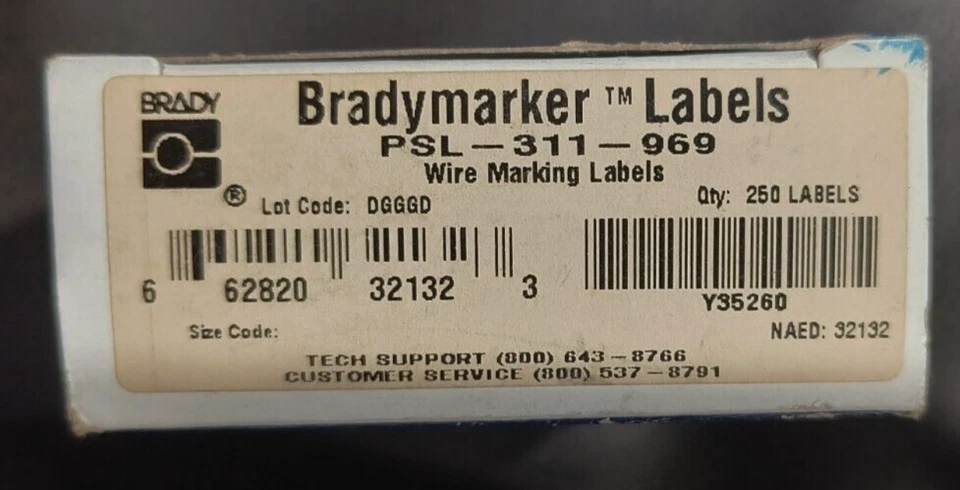 BRADY
Bradymarker™ Labels
PSL-311-969
Wire Marking Labels
® Lot Code: DGGGD
Qty: 250 LABELS
6 62820 32132 3
Y35260
Size Code:
NAED: 32132
TECH SUPPORT (800) 643-8766
CUSTOMER SERVICE (800) 537-8791